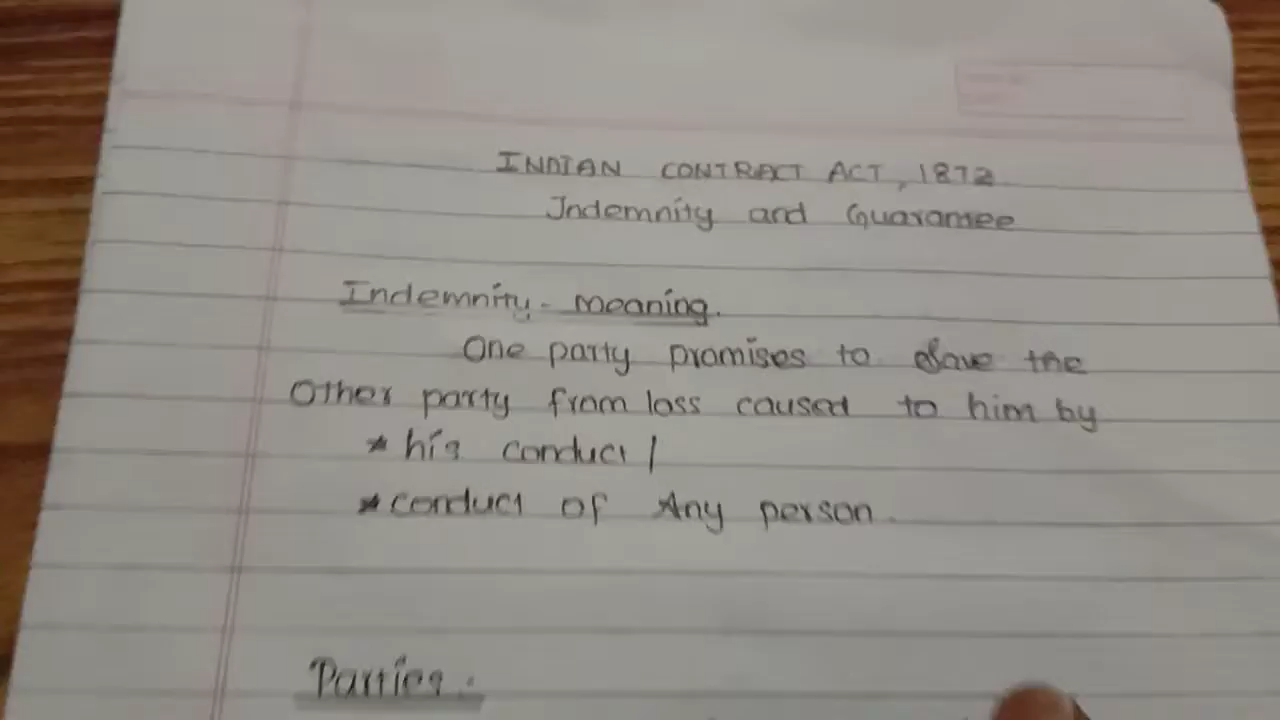 INDIAN CONTRACT ACT, 1872
Indemnity and Guarantee
Indemnity - meaning.
One party promises to save the
Other party from loss caused to him by
* his conduct /
* conduct of Any person.
Parties.